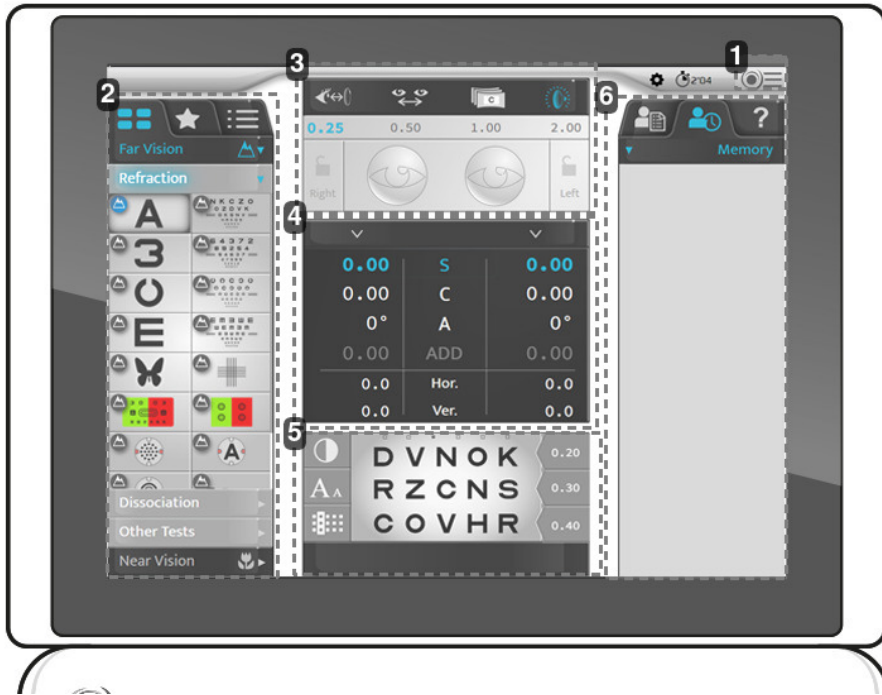 1
2'04
3
2
6
0.25 0.50 1.00 2.00
C
?
Far Vision
Memory
Refraction
Right
Left
A
N K C Z O
3
4
0.00 S 0.00
0.00 C 0.00
0° A 0°
0.00 ADD 0.00
0.0 Hor. 0.0
0.0 Ver. 0.0
E
A
5
D V N O K 0.20
A A R Z C N S 0.30
C O V H R 0.40
Dissociation
Other Tests
Near Vision